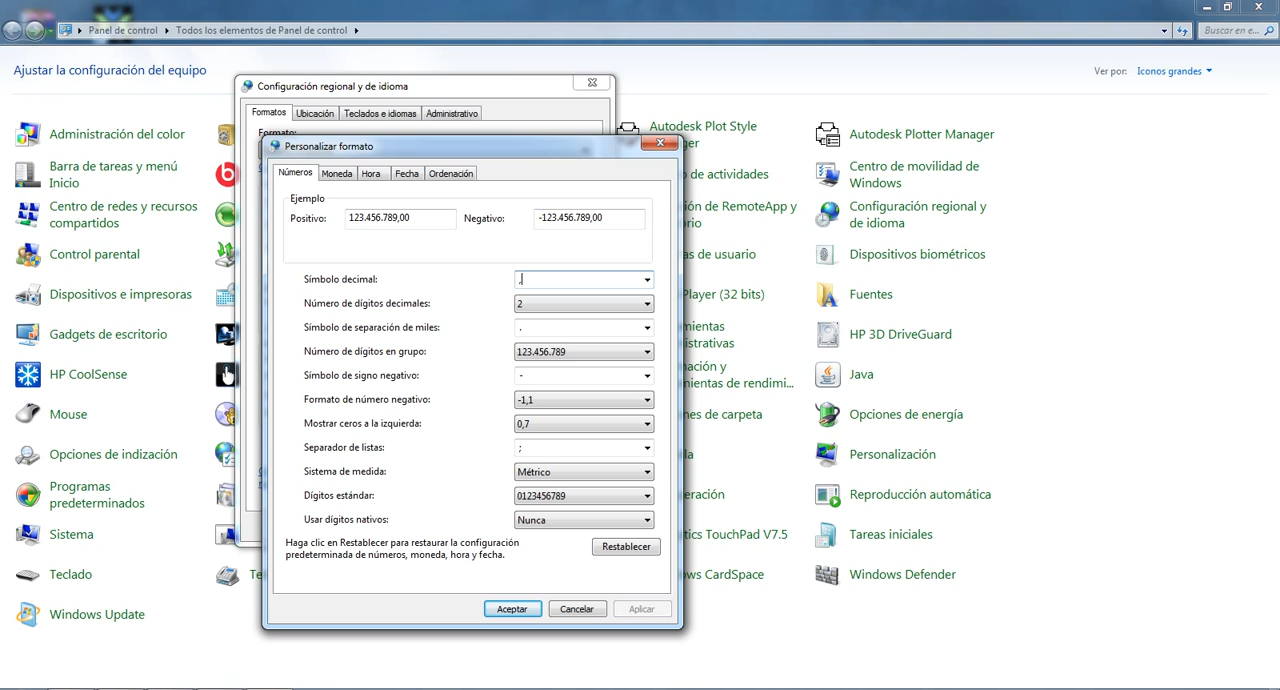 Panel de control
Todos los elementos de Panel de control
Buscar en e...
Ajustar la configuración del equipo
Ver por:
Iconos grandes
Administración del color
Barra de tareas y menú
Inicio
Centro de redes y recursos
compartidos
Control parental
Dispositivos e impresoras
Gadgets de escritorio
HP CoolSense
Mouse
Opciones de indización
Programas
predeterminados
Sistema
Teclado
Windows Update
Configuración regional y de idioma
Formatos
Ubicación
Teclados e idiomas
Administrativo
Formato:
Personalizar formato
Números
Moneda
Hora
Fecha
Ordenación
Ejemplo
Positivo:
123.456.789,00
Negativo:
-123.456.789,00
Símbolo decimal:
,
Número de dígitos decimales:
2
Símbolo de separación de miles:
.
Número de dígitos en grupo:
123.456.789
Símbolo de signo negativo:
-
Formato de número negativo:
-1,1
Mostrar ceros a la izquierda:
0,7
Separador de listas:
;
Sistema de medida:
Métrico
Dígitos estándar:
0123456789
Usar dígitos nativos:
Nunca
Haga clic en Restablecer para restaurar la configuración
predeterminada de números, moneda, hora y fecha.
Restablecer
Aceptar
Cancelar
Aplicar
Autodesk Plot Style
ger
o de actividades
ón de RemoteApp y
orio
s de usuario
Player (32 bits)
mientas
istrativas
nación y
mientas de rendimi...
nes de carpeta
la
eración
tics TouchPad V7.5
ws CardSpace
Te
Autodesk Plotter Manager
Centro de movilidad de
Windows
Configuración regional y
de idioma
Dispositivos biométricos
Fuentes
HP 3D DriveGuard
Java
Opciones de energía
Personalización
Reproducción automática
Tareas iniciales
Windows Defender